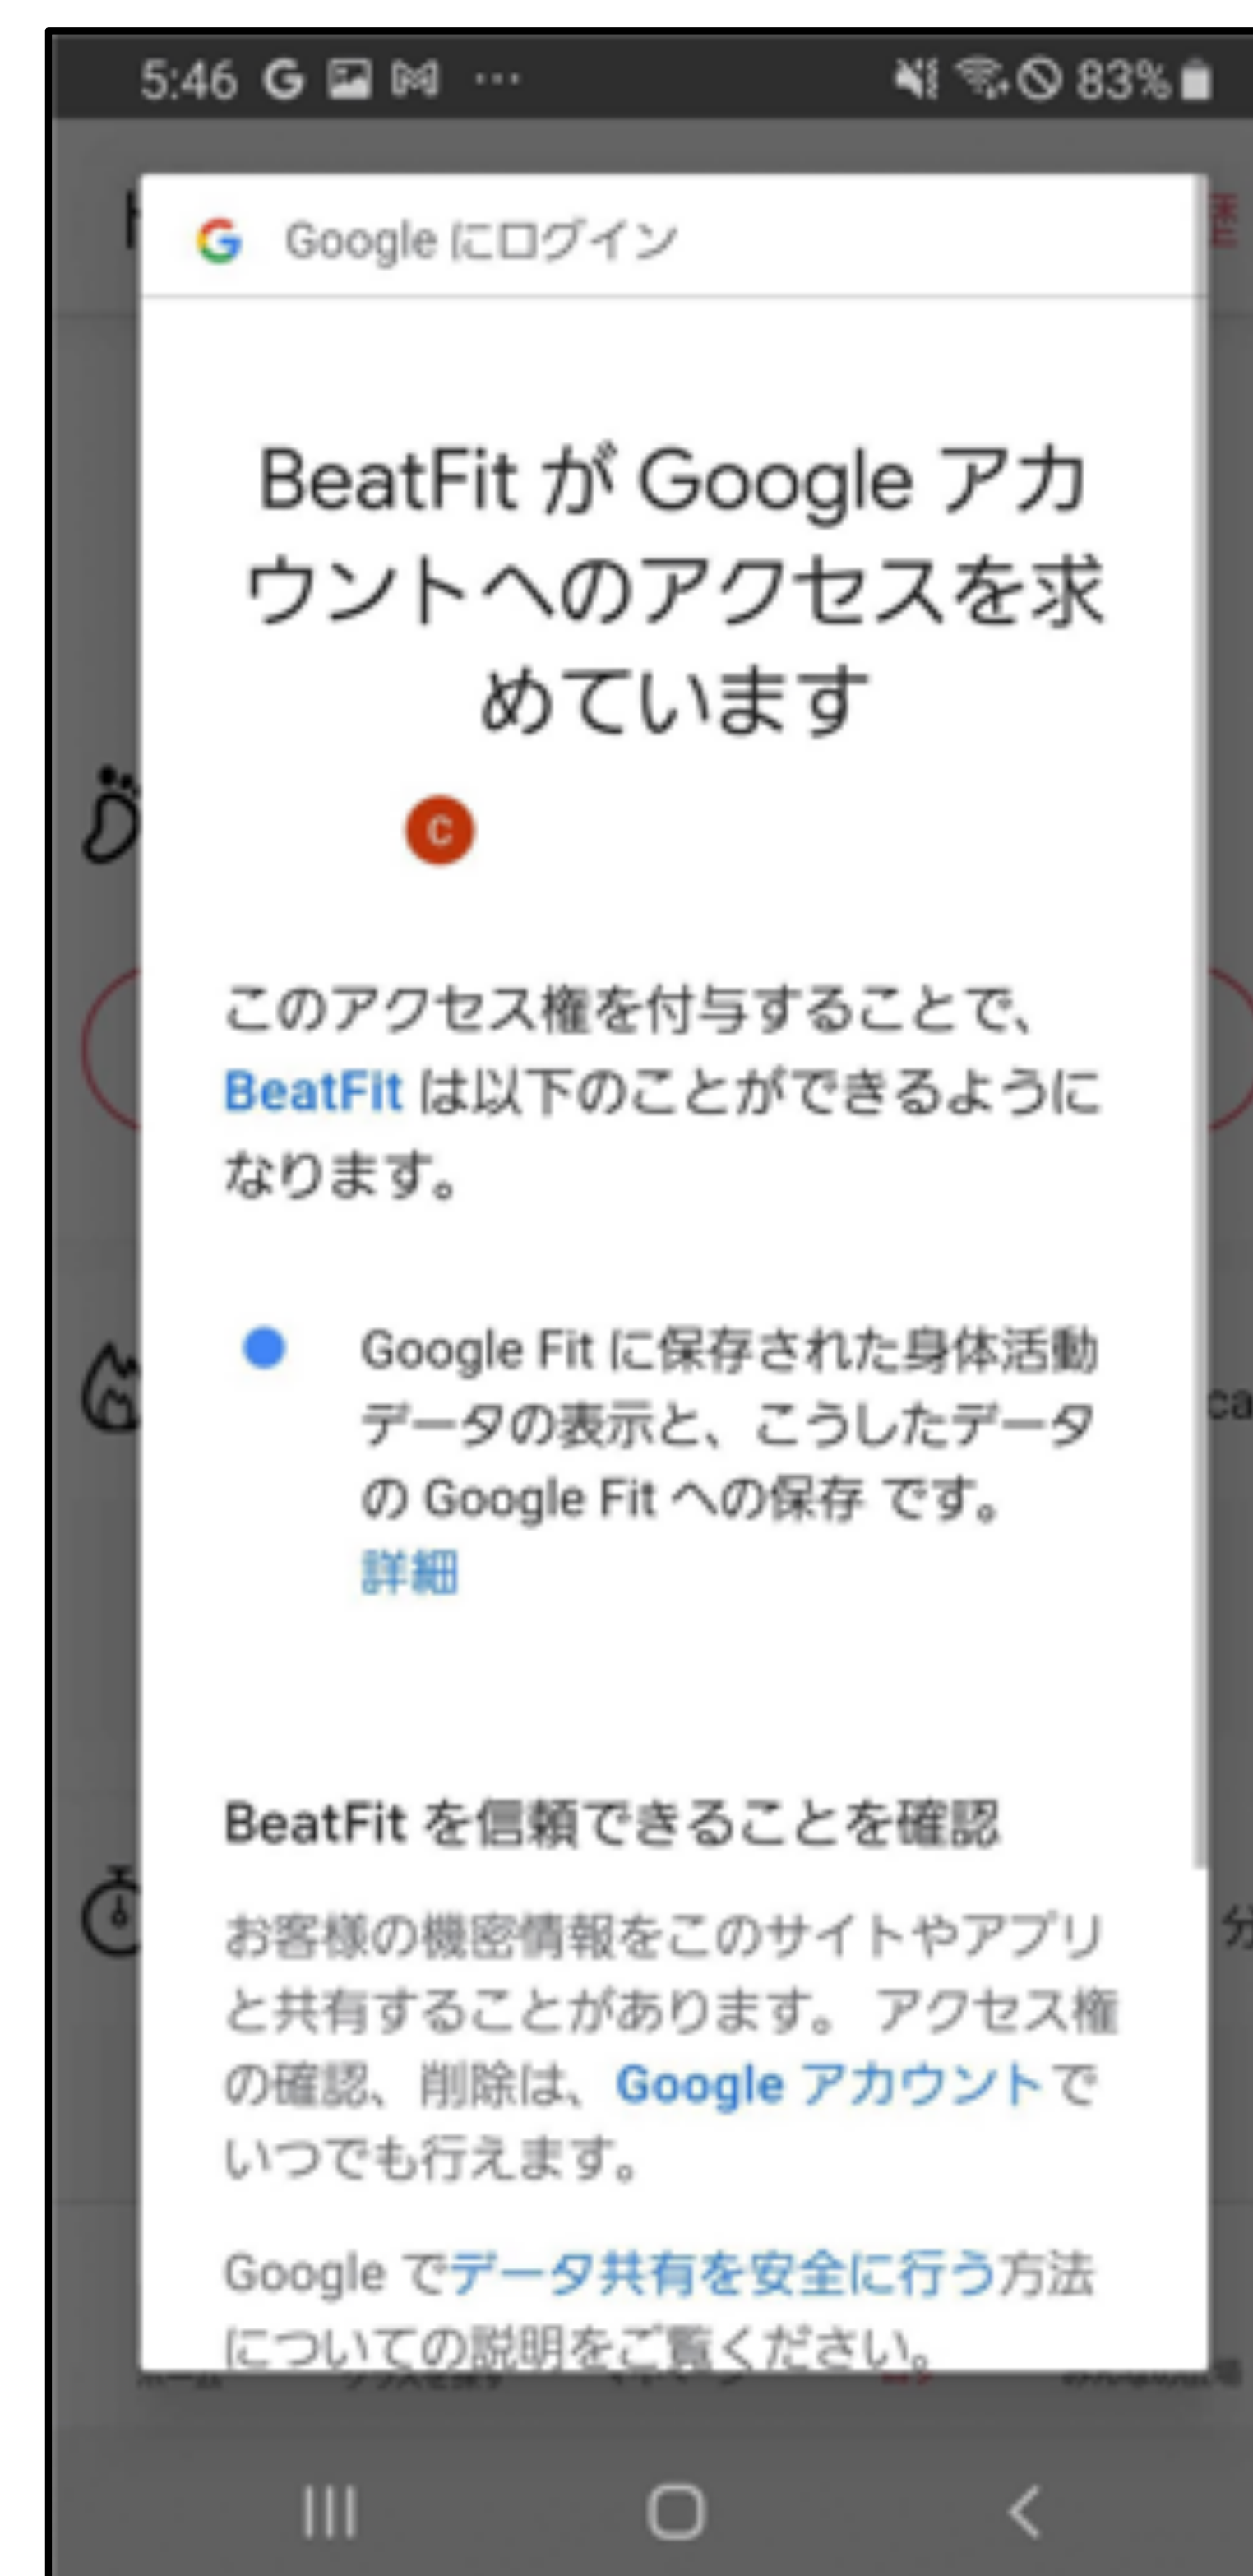 5:46 G ... 83%
G Google にログイン
BeatFit が Google アカ
ウントへのアクセスを求
めています
C
このアクセス権を付与することで、
BeatFit は以下のことができるように
なります。
Google Fit に保存された身体活動
データの表示と、こうしたデータ
の Google Fit への保存 です。
詳細
ca
BeatFit を信頼できることを確認
分
お客様の機密情報をこのサイトやアプリ
と共有することがあります。 アクセス権
の確認、削除は、Google アカウントで
いつでも行えます。
Google でデータ共有を安全に行う方法
についての説明をご覧ください。